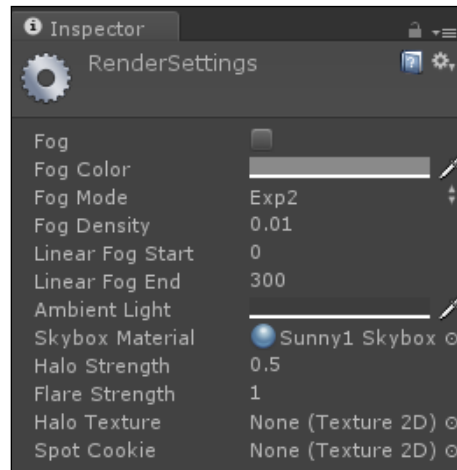 Inspector
RenderSettings
Fog
Fog Color
Fog Mode Exp2
Fog Density 0.01
Linear Fog Start 0
Linear Fog End 300
Ambient Light
Skybox Material Sunny1 Skybox
Halo Strength 0.5
Flare Strength 1
Halo Texture None (Texture 2D)
Spot Cookie None (Texture 2D)